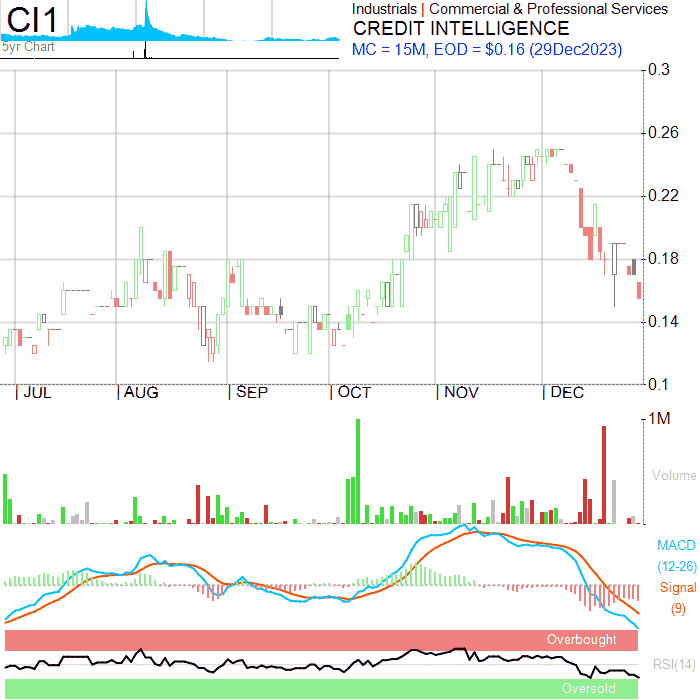 CI1
5yr Chart
Industrials | Commercial & Professional Services
CREDIT INTELLIGENCE
MC = 15M, EOD = $0.16 (29Dec2023)
0.3
0.26
0.22
0.18
0.14
0.1
JUL AUG SEP OCT NOV DEC
1M
Volume
MACD
(12-26)
Signal
(9)
Overbought
RSI(14)
Oversold